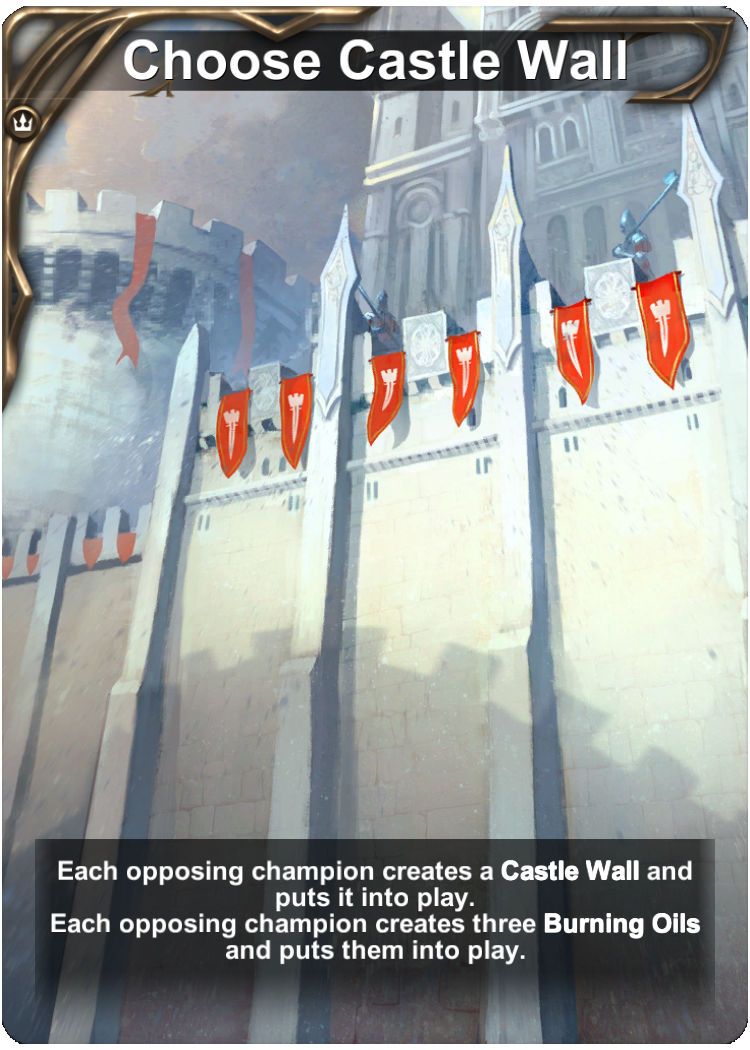 Choose Castle Wall
Each opposing champion creates a Castle Wall and
puts it into play.
Each opposing champion creates three Burning Oils
and puts them into play.